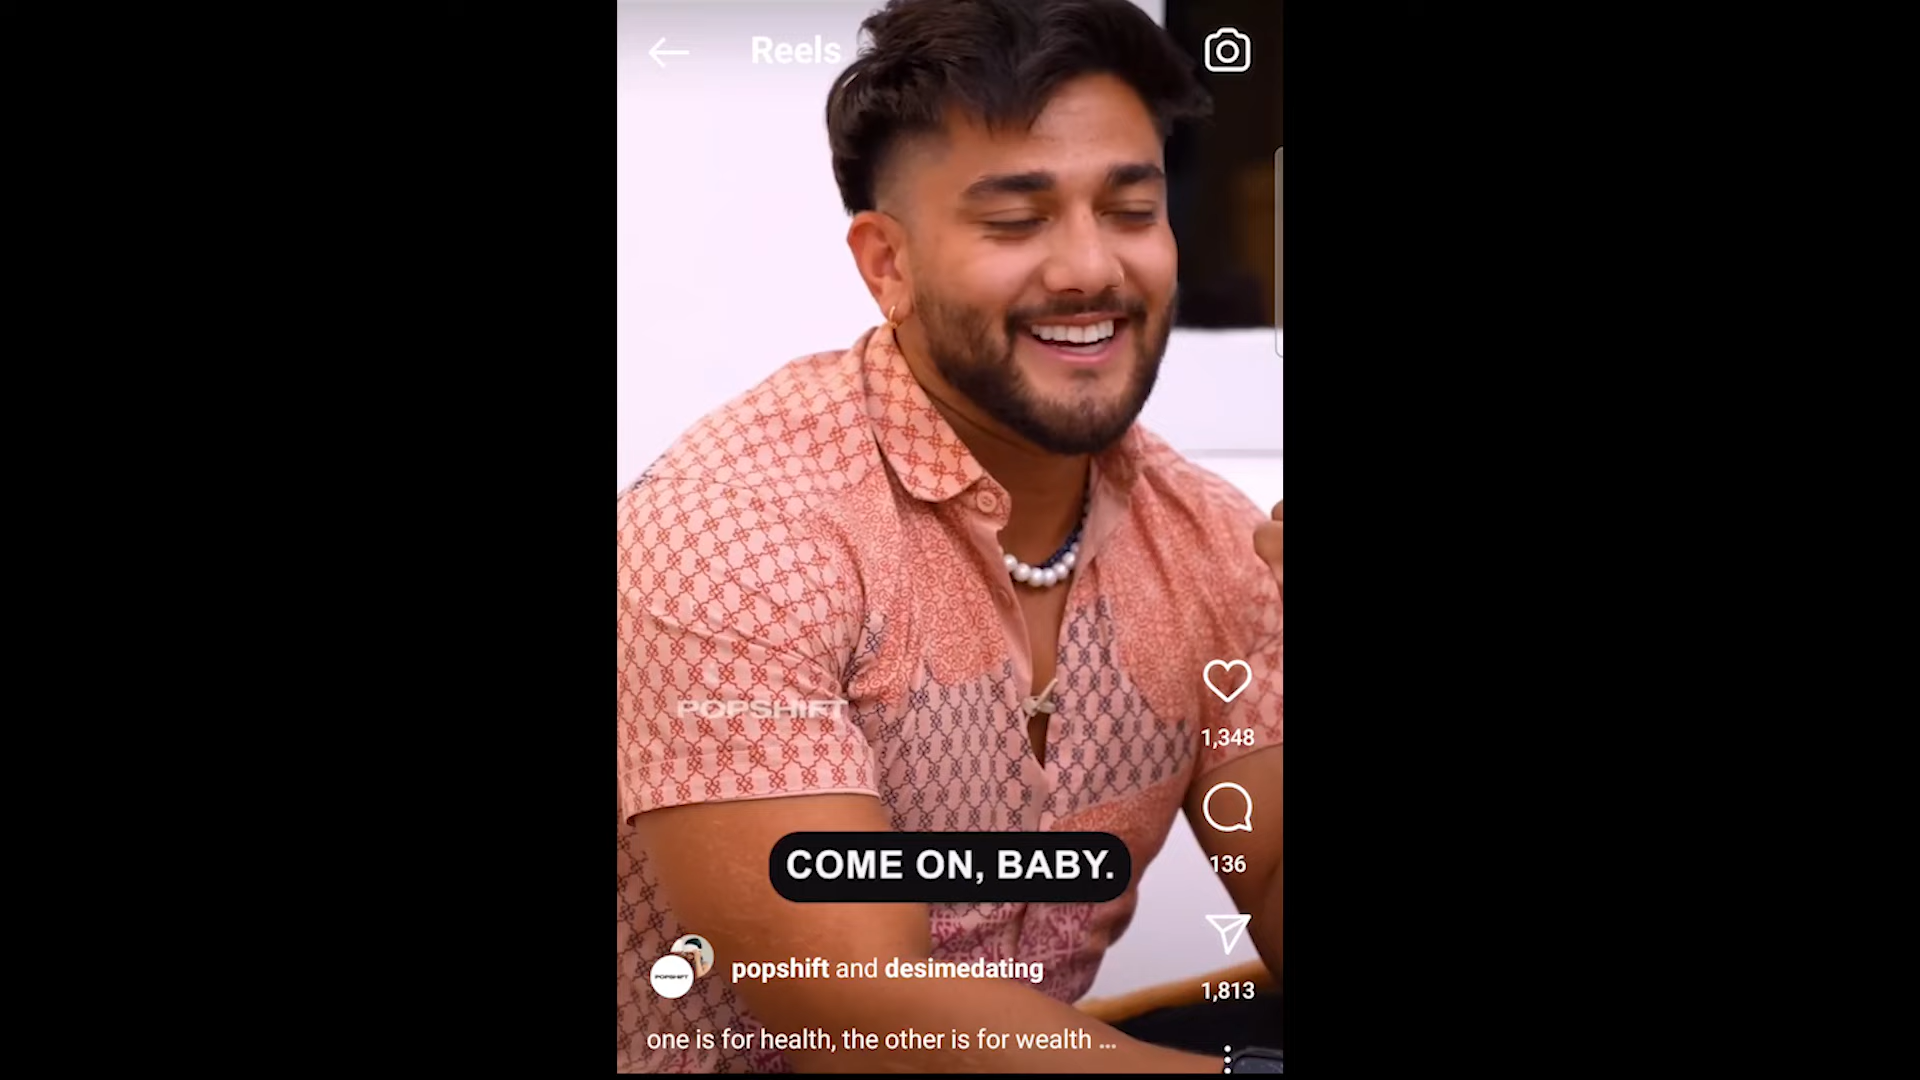 Reels
POPSHIFT
1,348
COME ON, BABY.
136
POPSHIFT
popshift and desimedating
1,813
one is for health, the other is for wealth ...